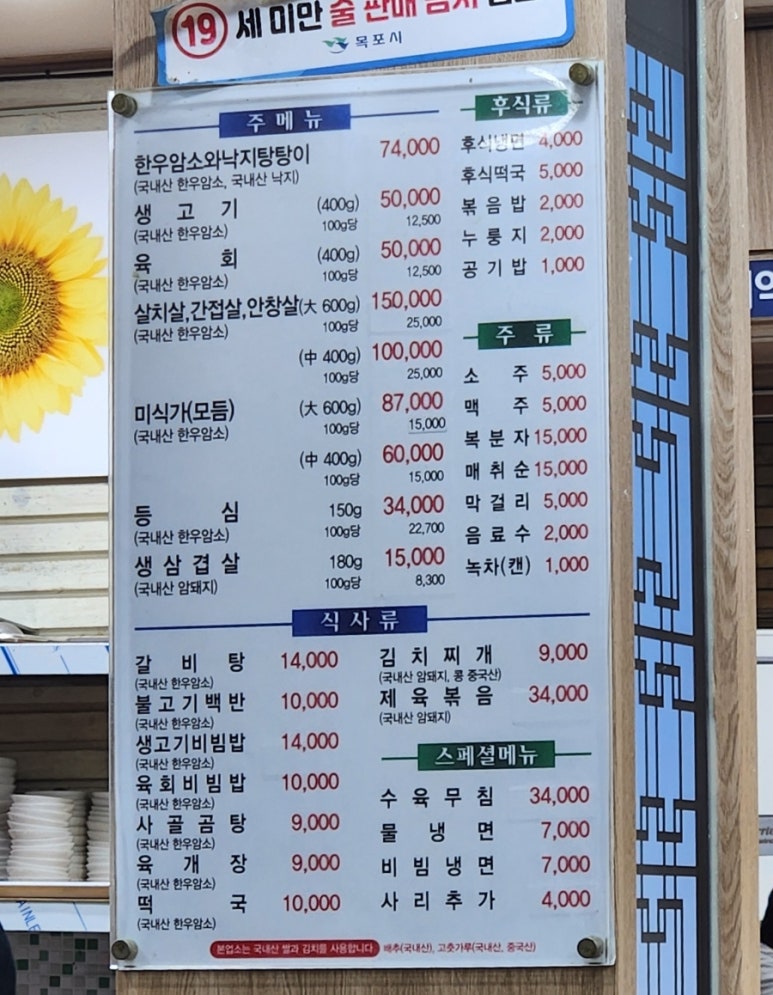 19 세 미만 술 판매 금지
목포시
주 메 뉴
한우암소와낙지탕탕이 74,000
(국내산 한우암소, 국내산 낙지)
생 고 기 (400g) 50,000
(국내산 한우암소) 100g당 12,500
육 회 (400g) 50,000
(국내산 한우암소) 100g당 12,500
살치살,간접살,안창살(大 600g) 150,000
(국내산 한우암소) 100g당 25,000
(中 400g) 100,000
100g당 25,000
미식가(모듬) (大 600g) 87,000
(국내산 한우암소) 100g당 15,000
(中 400g) 60,000
100g당 15,000
등 심 150g 34,000
(국내산 한우암소) 100g당 22,700
생 삼 겹 살 180g 15,000
(국내산 암돼지) 100g당 8,300
후식류
후식냉면 4,000
후식떡국 5,000
볶 음 밥 2,000
누 룽 지 2,000
공 기 밥 1,000
주 류
소 주 5,000
맥 주 5,000
복 분 자 15,000
매 취 순 15,000
막 걸 리 5,000
음 료 수 2,000
녹차(캔) 1,000
식 사 류
갈 비 탕 14,000
(국내산 한우암소)
불 고 기 백 반 10,000
(국내산 한우암소)
생고기비빔밥 14,000
(국내산 한우암소)
육 회 비 빔 밥 10,000
(국내산 한우암소)
사 골 곰 탕 9,000
(국내산 한우암소)
육 개 장 9,000
(국내산 한우암소)
떡 국 10,000
(국내산 한우암소)
김 치 찌 개 9,000
(국내산 암돼지, 콩 중국산)
제 육 볶 음 34,000
(국내산 암돼지)
스페셜메뉴
수 육 무 침 34,000
물 냉 면 7,000
비 빔 냉 면 7,000
사 리 추 가 4,000
본업소는 국내산 쌀과 김치를 사용합니다 배추(국내산), 고춧가루(국내산, 중국산)